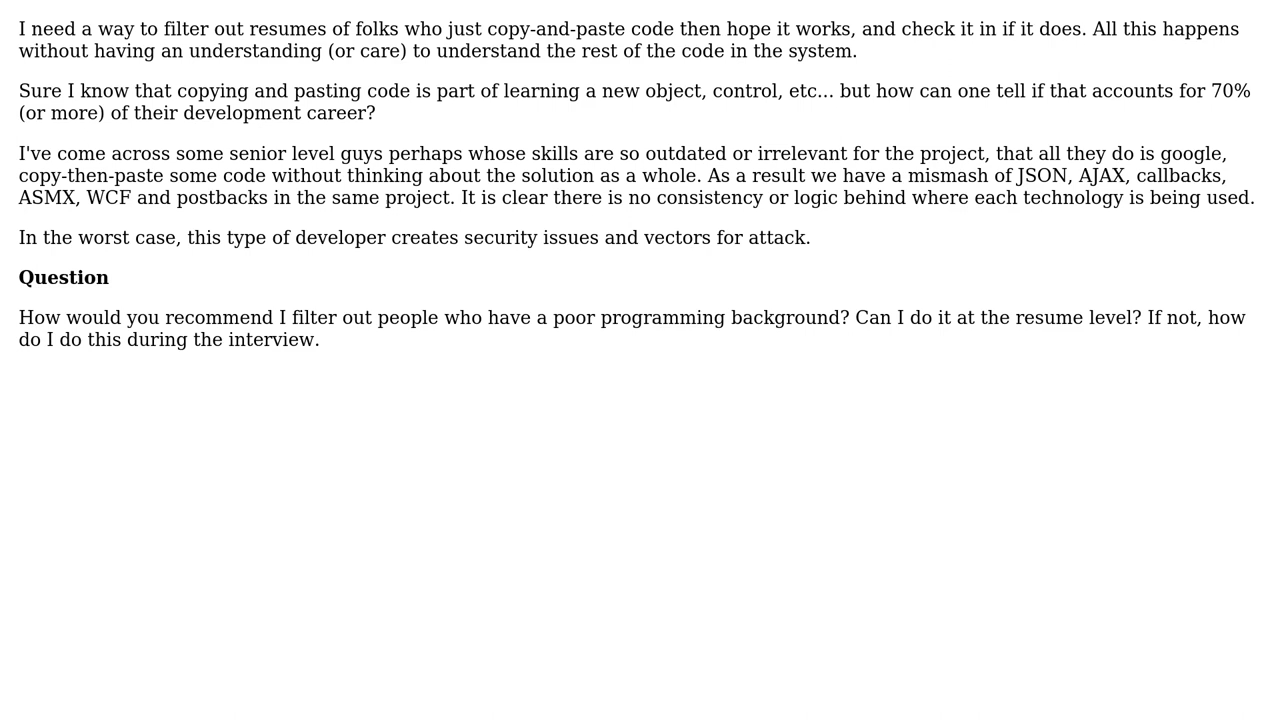 I need a way to filter out resumes of folks who just copy-and-paste code then hope it works, and check it in if it does. All this happens
without having an understanding (or care) to understand the rest of the code in the system.
Sure I know that copying and pasting code is part of learning a new object, control, etc... but how can one tell if that accounts for 70%
(or more) of their development career?
I've come across some senior level guys perhaps whose skills are so outdated or irrelevant for the project, that all they do is google,
copy-then-paste some code without thinking about the solution as a whole. As a result we have a mismash of JSON, AJAX, callbacks,
ASMX, WCF and postbacks in the same project. It is clear there is no consistency or logic behind where each technology is being used.
In the worst case, this type of developer creates security issues and vectors for attack.
Question
How would you recommend I filter out people who have a poor programming background? Can I do it at the resume level? If not, how
do I do this during the interview.